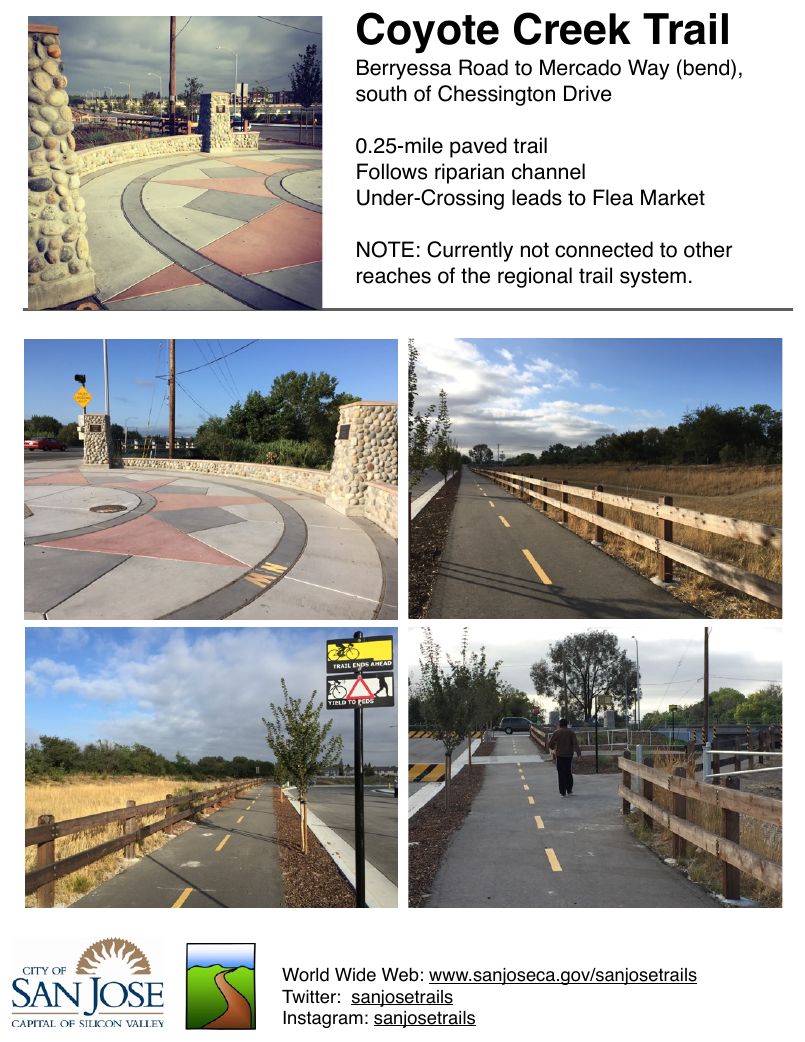 Coyote Creek Trail
Berryessa Road to Mercado Way (bend),
south of Chessington Drive
0.25-mile paved trail
Follows riparian channel
Under-Crossing leads to Flea Market
NOTE: Currently not connected to other
reaches of the regional trail system.
NW
TRAIL ENDS AHEAD
YIELD TO PEDS
CITY OF
SAN JOSE
CAPITAL OF SILICON VALLEY
World Wide Web: www.sanjoseca.gov/sanjosetrails
Twitter: sanjosetrails
Instagram: sanjosetrails